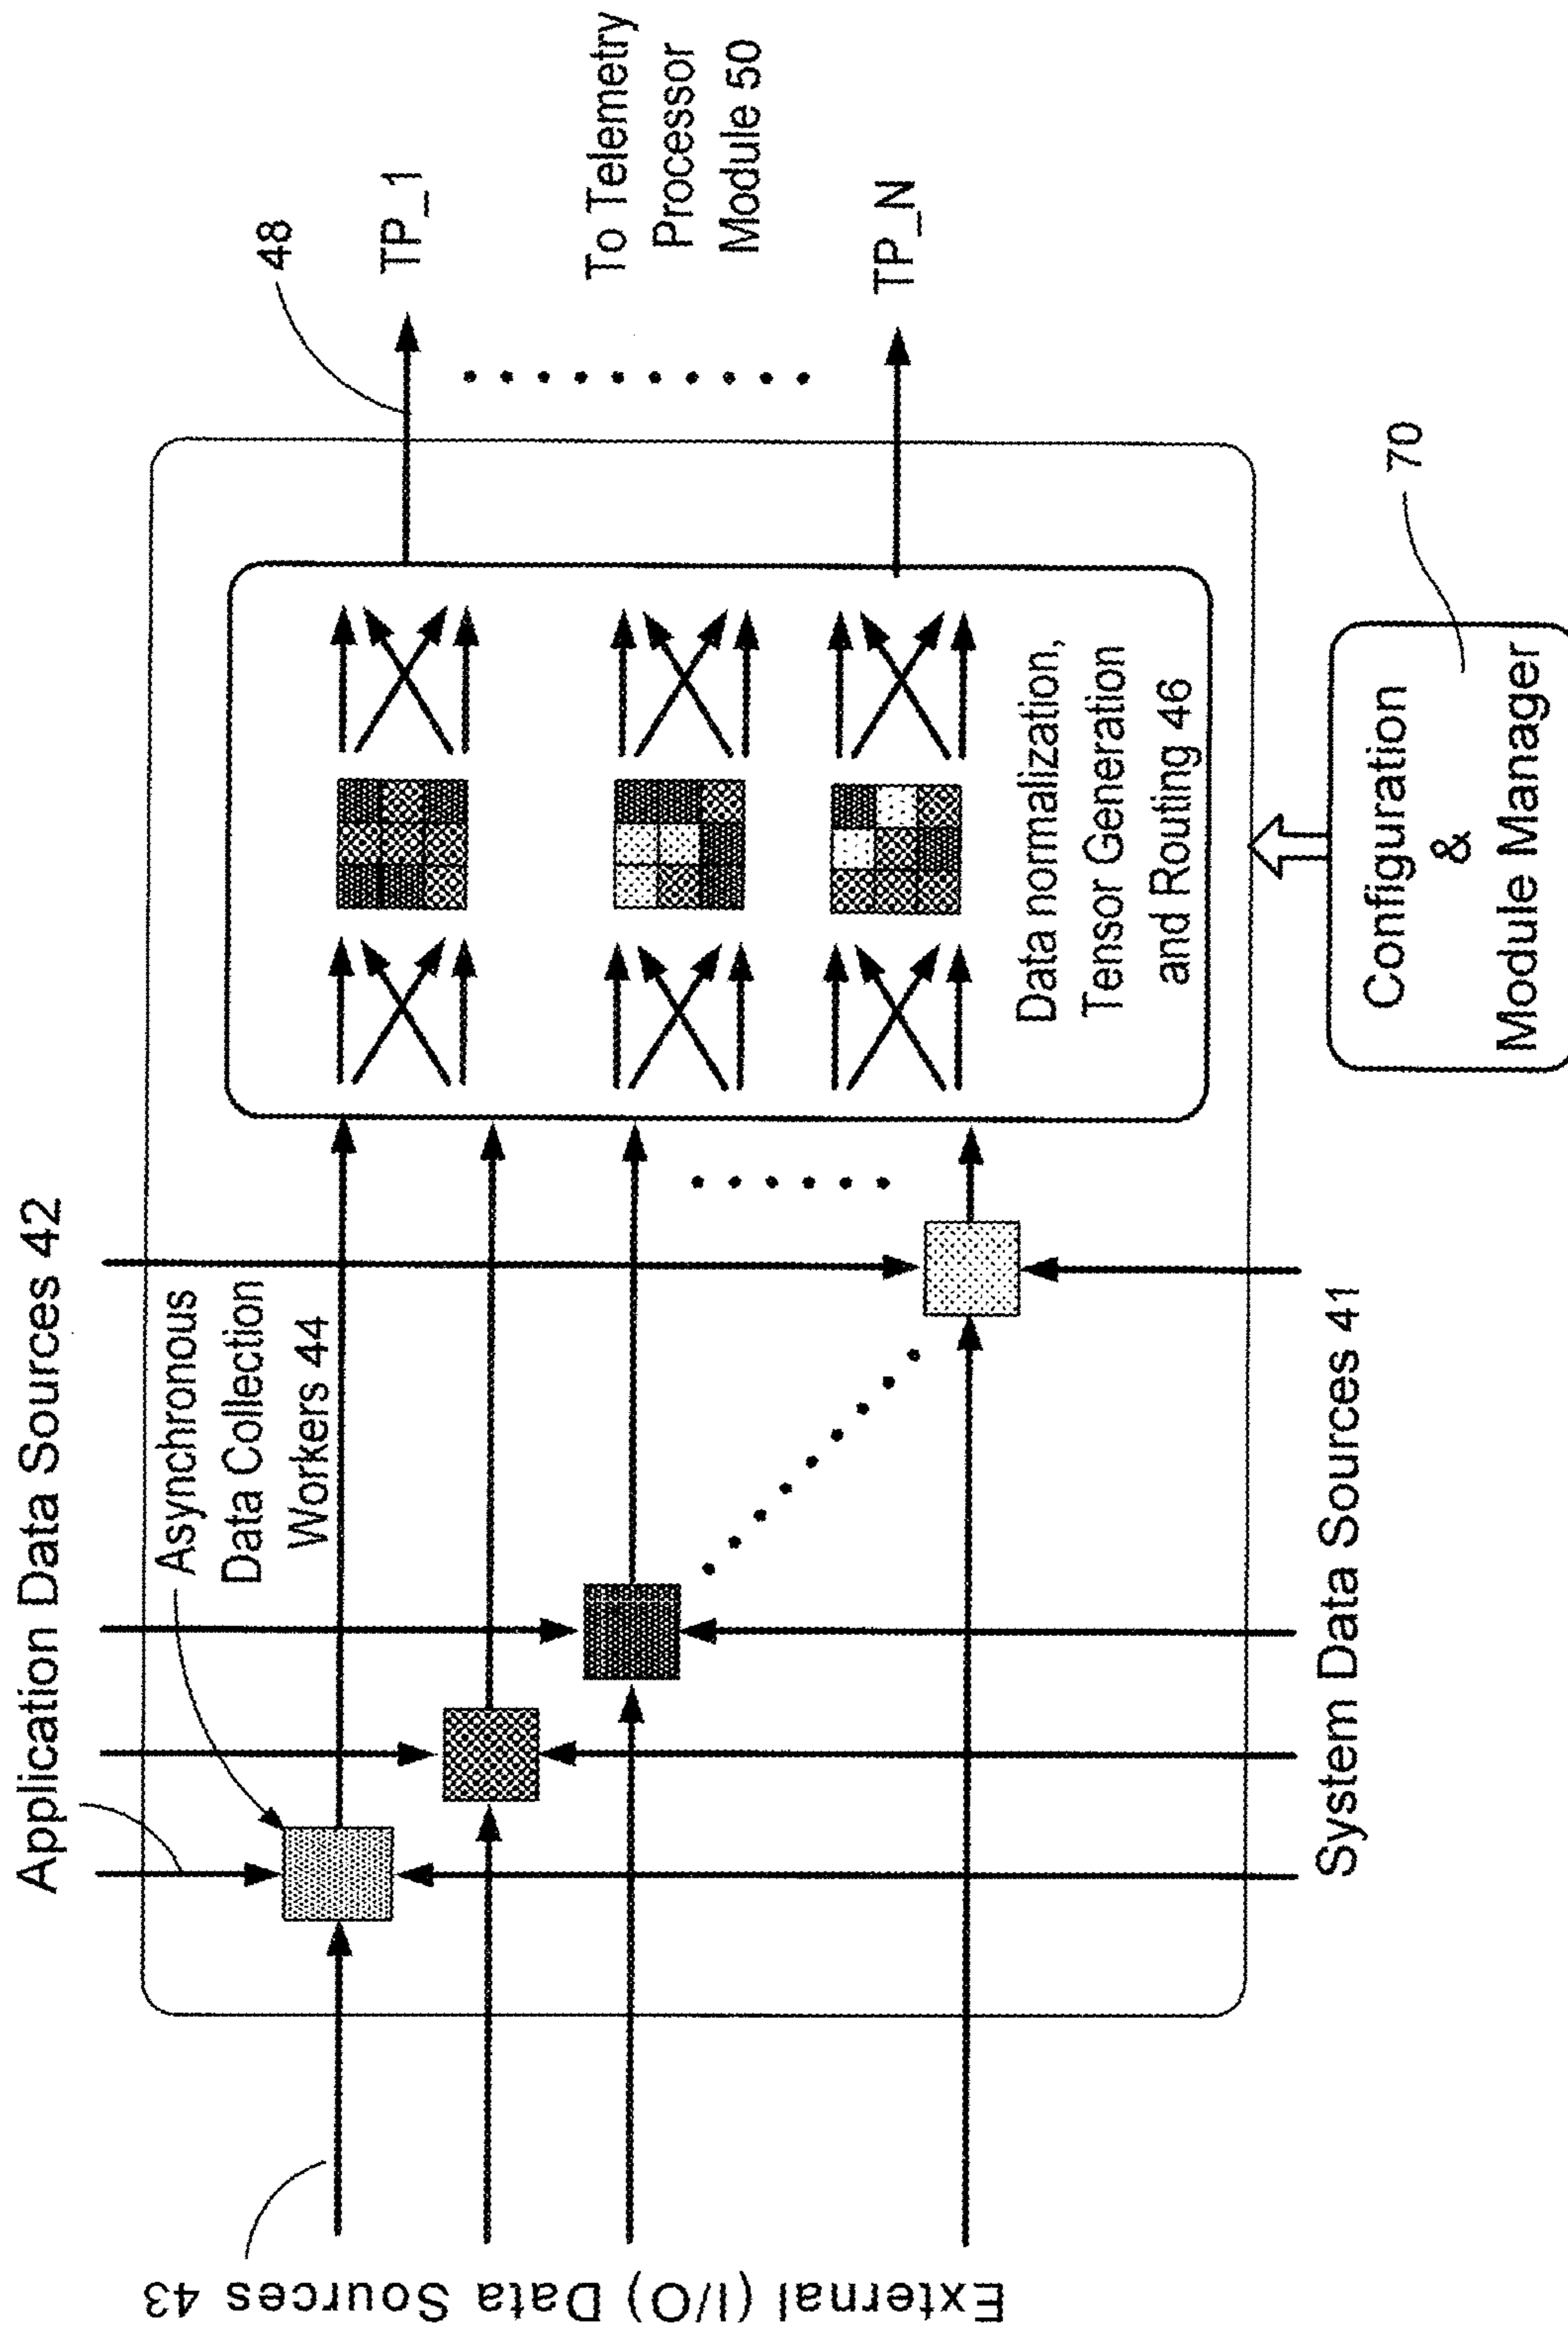 Application Data Sources 42
Asynchronous
Data Collection
Workers 44
External (I/O) Data Sources 43
System Data Sources 41
Data normalization,
Tensor Generation
and Routing 46
48
TP_1
To Telemetry
Processor
Module 50
TP_N
Configuration
&
Module Manager
70